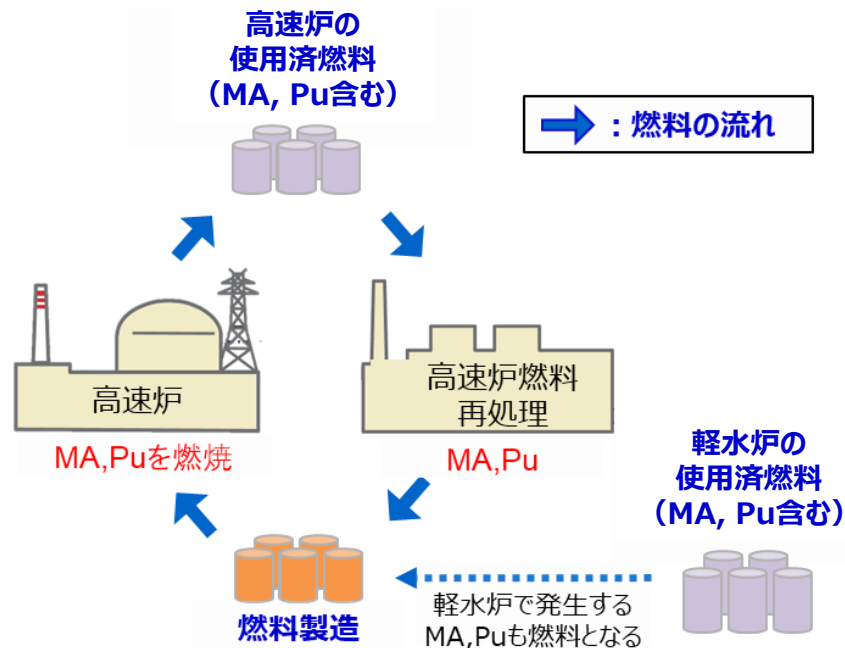 高速炉の
使用済燃料
（MA, Pu含む）
：燃料の流れ
高速炉
MA,Puを燃焼
高速炉燃料
再処理
MA,Pu
軽水炉の
使用済燃料
（MA, Pu含む）
燃料製造
軽水炉で発生する
MA,Puも燃料となる